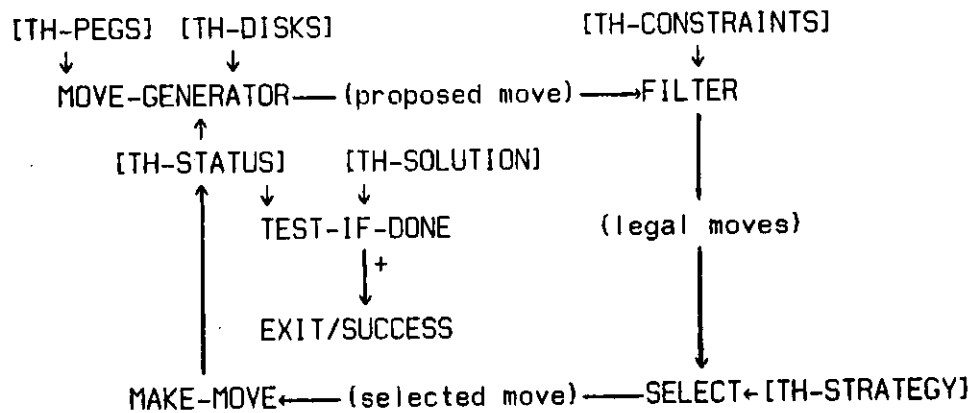 [TH-PEGS] [TH-DISKS] [TH-CONSTRAINTS]
MOVE-GENERATOR (proposed move) FILTER
[TH-STATUS] [TH-SOLUTION]
TEST-IF-DONE (legal moves)
+
EXIT/SUCCESS
MAKE-MOVE (selected move) SELECT [TH-STRATEGY]